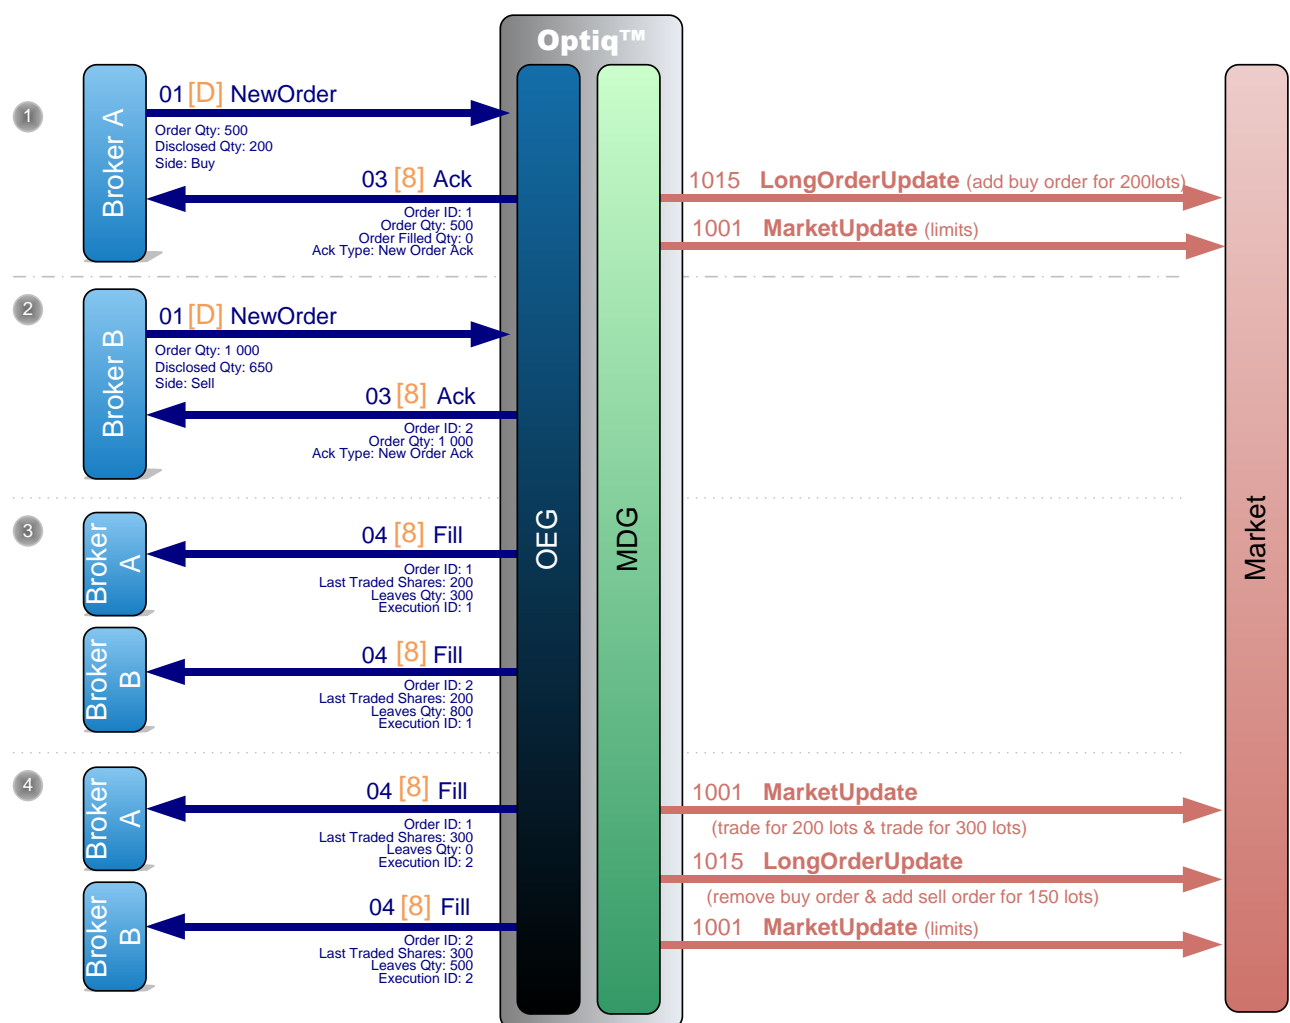 Optiq™
1
Broker A
01 [D] NewOrder
Order Qty: 500
Disclosed Qty: 200
Side: Buy
03 [8] Ack
Order ID: 1
Order Qty: 500
Order Filled Qty: 0
Ack Type: New Order Ack
1015 LongOrderUpdate (add buy order for 200lots)
1001 MarketUpdate (limits)
2
Broker B
01 [D] NewOrder
Order Qty: 1 000
Disclosed Qty: 650
Side: Sell
03 [8] Ack
Order ID: 2
Order Qty: 1 000
Ack Type: New Order Ack
OEG
MDG
Market
3
Broker
A
04 [8] Fill
Order ID: 1
Last Traded Shares: 200
Leaves Qty: 300
Execution ID: 1
Broker
B
04 [8] Fill
Order ID: 2
Last Traded Shares: 200
Leaves Qty: 800
Execution ID: 1
4
Broker
A
04 [8] Fill
Order ID: 1
Last Traded Shares: 300
Leaves Qty: 0
Execution ID: 2
1001 MarketUpdate
(trade for 200 lots & trade for 300 lots)
1015 LongOrderUpdate
(remove buy order & add sell order for 150 lots)
Broker
B
04 [8] Fill
Order ID: 2
Last Traded Shares: 300
Leaves Qty: 500
Execution ID: 2
1001 MarketUpdate (limits)